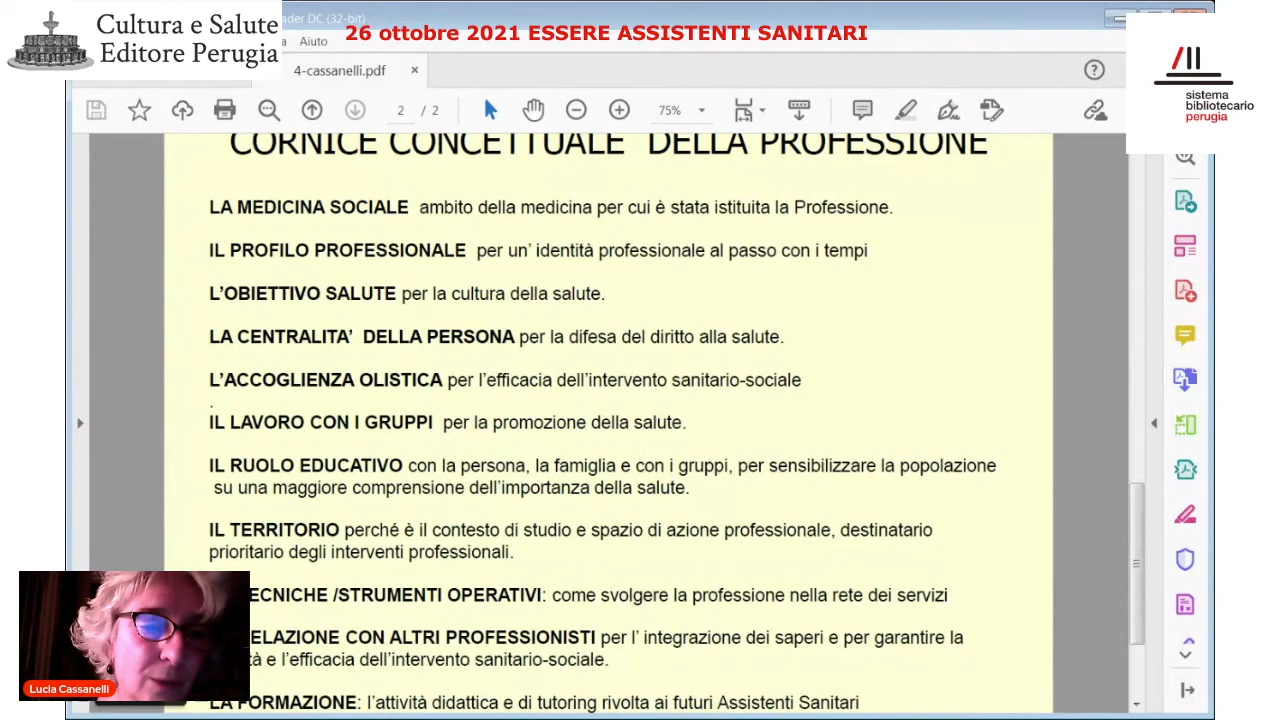 Cultura e Salute
Editore Perugia
ader DC (32-bit)
26 ottobre 2021 ESSERE ASSISTENTI SANITARI
Aiuto
4-cassanelli.pdf
2 / 2
75%
sistema
bibliotecario
perugia
CORNICE CONCETTUALE DELLA PROFESSIONE
LA MEDICINA SOCIALE ambito della medicina per cui è stata istituita la Professione.
IL PROFILO PROFESSIONALE per un' identità professionale al passo con i tempi
L'OBIETTIVO SALUTE per la cultura della salute.
LA CENTRALITA' DELLA PERSONA per la difesa del diritto alla salute.
L'ACCOGLIENZA OLISTICA per l'efficacia dell'intervento sanitario-sociale
.
IL LAVORO CON I GRUPPI per la promozione della salute.
IL RUOLO EDUCATIVO con la persona, la famiglia e con i gruppi, per sensibilizzare la popolazione
su una maggiore comprensione dell'importanza della salute.
IL TERRITORIO perché è il contesto di studio e spazio di azione professionale, destinatario
prioritario degli interventi professionali.
ECNICHE /STRUMENTI OPERATIVI: come svolgere la professione nella rete dei servizi
ELAZIONE CON ALTRI PROFESSIONISTI per l' integrazione dei saperi e per garantire la
tà e l'efficacia dell'intervento sanitario-sociale.
LA FORMAZIONE: l'attività didattica e di tutoring rivolta ai futuri Assistenti Sanitari
Lucia Cassanelli